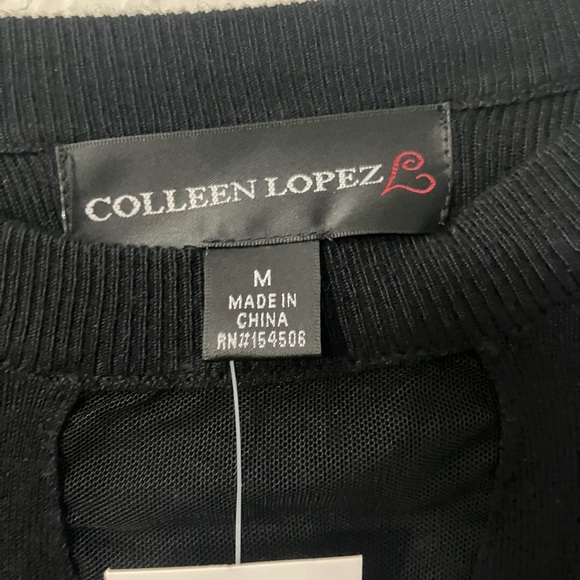 COLLEEN LOPEZ
M
MADE IN
CHINA
RN#154506